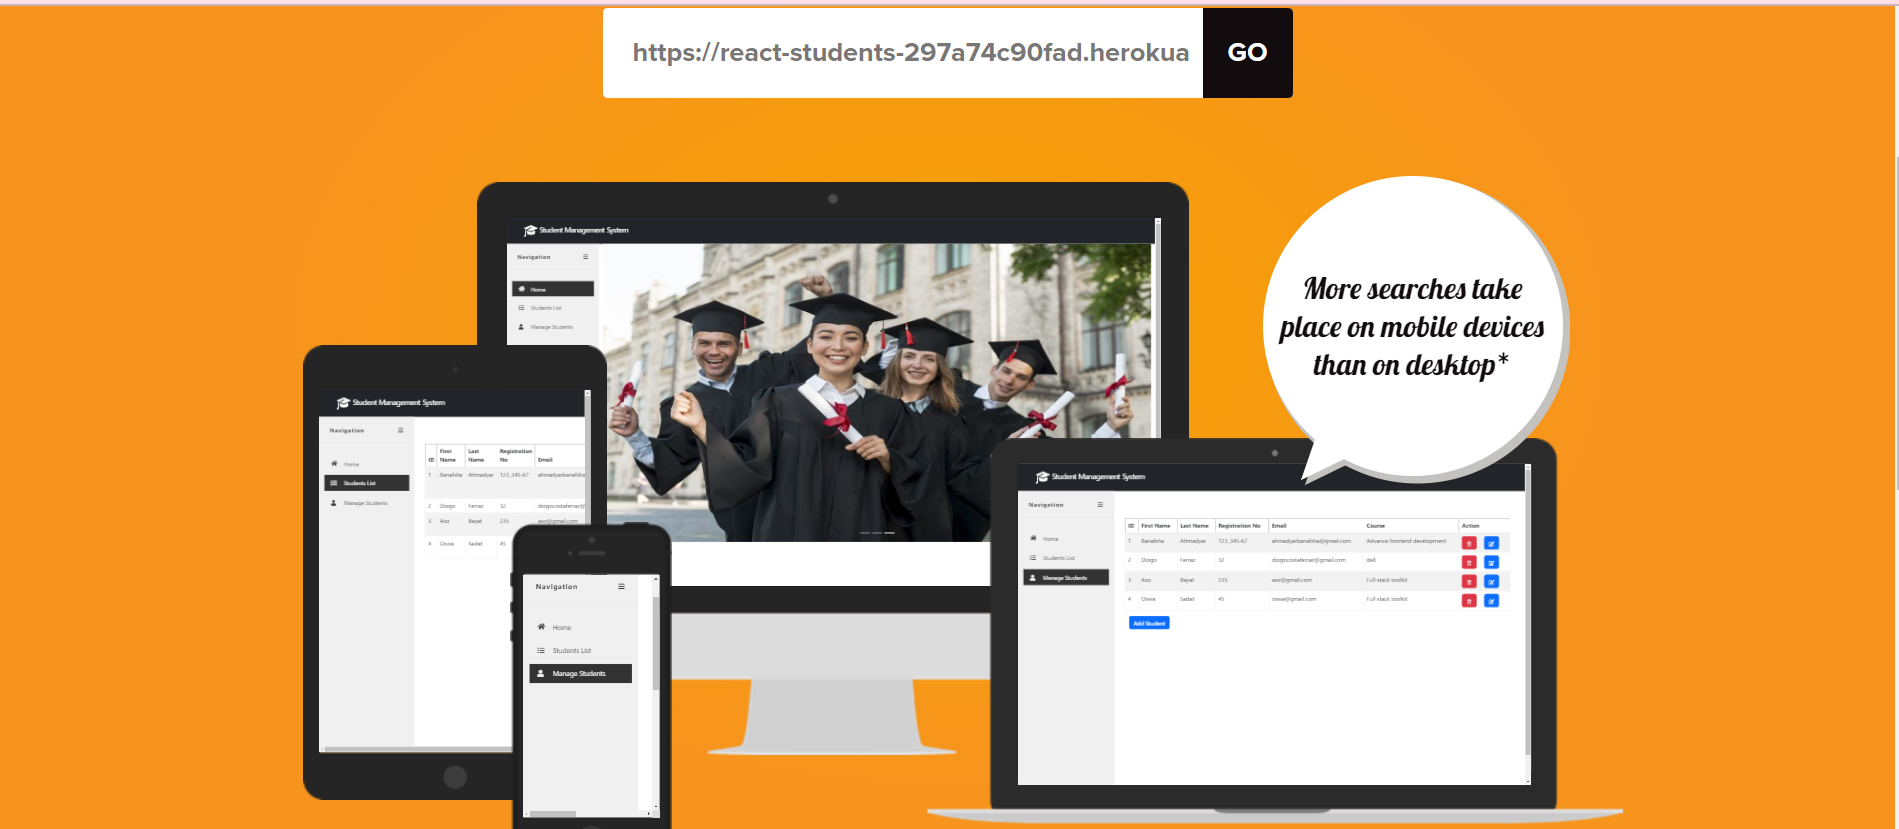 https://react-students-297a74c90fad.herokua
GO
Student Management System
Navigation
Home
Students List
Manage Students
More searches take
place on mobile devices
than on desktop*
Student Management System
Navigation
Home
Students List
Manage Students
ID First Name Last Name Registration No Email
1 Banafsha Ahmadyar 123_345-67 ahmadyarbanafsha
2 Diogo Ferraz 32 diogocostaferraz@
3 Aso Bayat 235 aso@gmail.com
4 Oswa Sadat 45
Navigation
Home
Students List
Manage Students
Student Management System
Navigation
Home
Students List
Manage Students
ID First Name Last Name Registration No Email Course Action
1 Banafsha Ahmadyar 123_345-67 ahmadyarbanafsha@gmail.com Advance frontend development
2 Diogo Ferraz 32 diogocostaferraz@gmail.com dell
3 Aso Bayat 235 aso@gmail.com Full stack toolkit
4 Oswa Sadat 45 oswa@gmail.com Full stack toolkit
Add Student